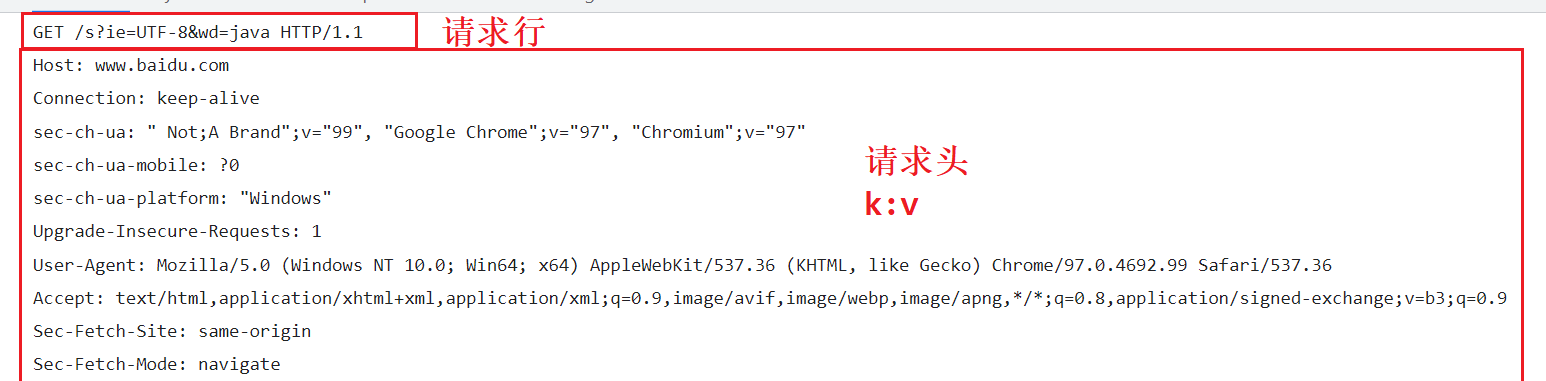 GET /s?ie=UTF-8&wd=java HTTP/1.1
请求行
Host: www.baidu.com
Connection: keep-alive
sec-ch-ua: " Not;A Brand";v="99", "Google Chrome";v="97", "Chromium";v="97"
请求头
sec-ch-ua-mobile: ?0
k:v
sec-ch-ua-platform: "Windows"
Upgrade-Insecure-Requests: 1
User-Agent: Mozilla/5.0 (Windows NT 10.0; Win64; x64) AppleWebKit/537.36 (KHTML, like Gecko) Chrome/97.0.4692.99 Safari/537.36
Accept: text/html,application/xhtml+xml,application/xml;q=0.9,image/avif,image/webp,image/apng,*/*;q=0.8,application/signed-exchange;v=b3;q=0.9
Sec-Fetch-Site: same-origin
Sec-Fetch-Mode: navigate